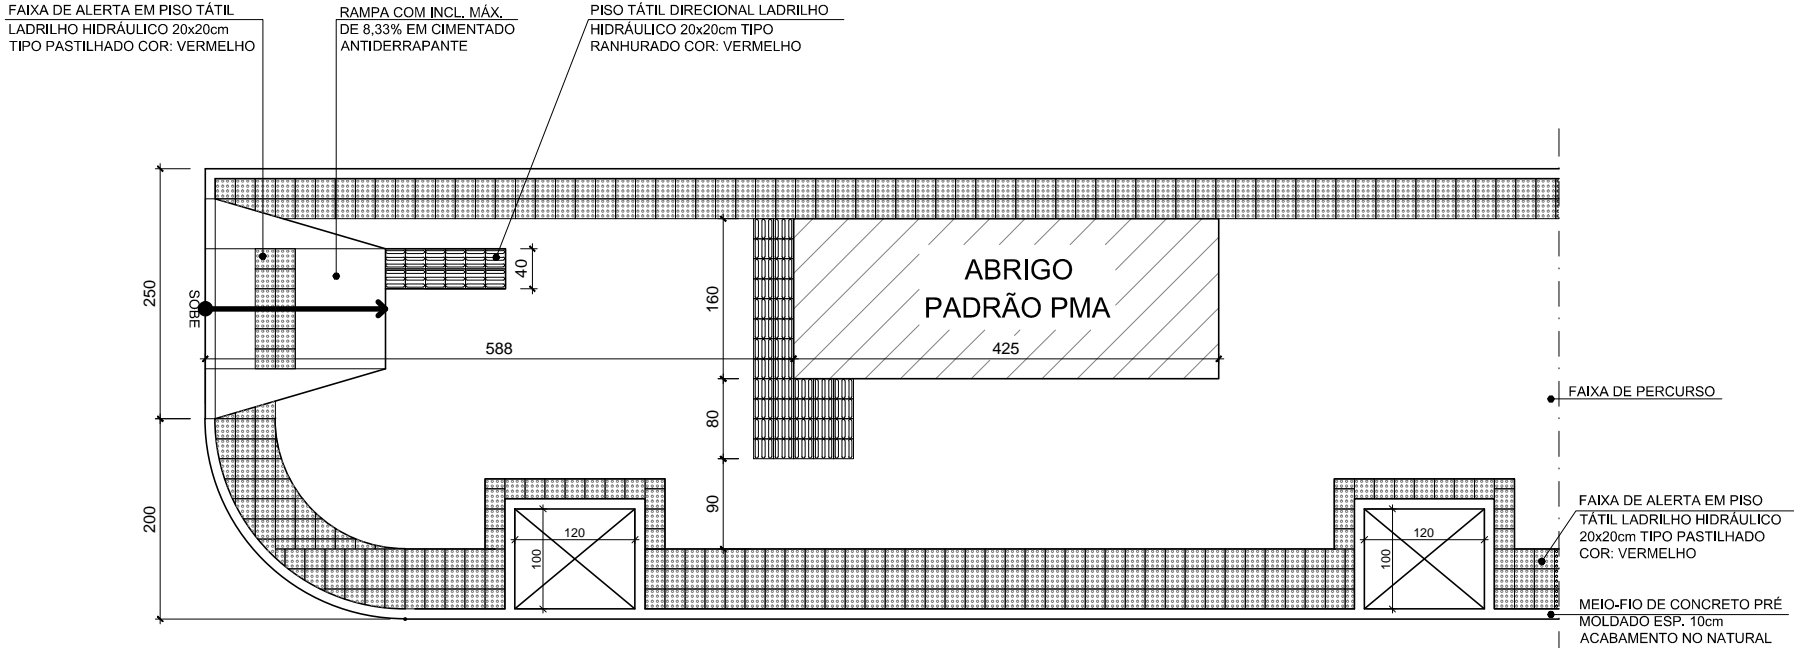 FAIXA DE ALERTA EM PISO TÁTIL
LADRILHO HIDRÁULICO 20x20cm
TIPO PASTILHADO COR: VERMELHO
RAMPA COM INCL. MÁX.
DE 8,33% EM CIMENTADO
ANTIDERRAPANTE
PISO TÁTIL DIRECIONAL LADRILHO
HIDRÁULICO 20x20cm TIPO
RANHURADO COR: VERMELHO
250
200
SOBE
588
40
160
80
90
ABRIGO
PADRÃO PMA
425
120
100
120
100
FAIXA DE PERCURSO
FAIXA DE ALERTA EM PISO
TÁTIL LADRILHO HIDRÁULICO
20x20cm TIPO PASTILHADO
COR: VERMELHO
MEIO-FIO DE CONCRETO PRÉ
MOLDADO ESP. 10cm
ACABAMENTO NO NATURAL